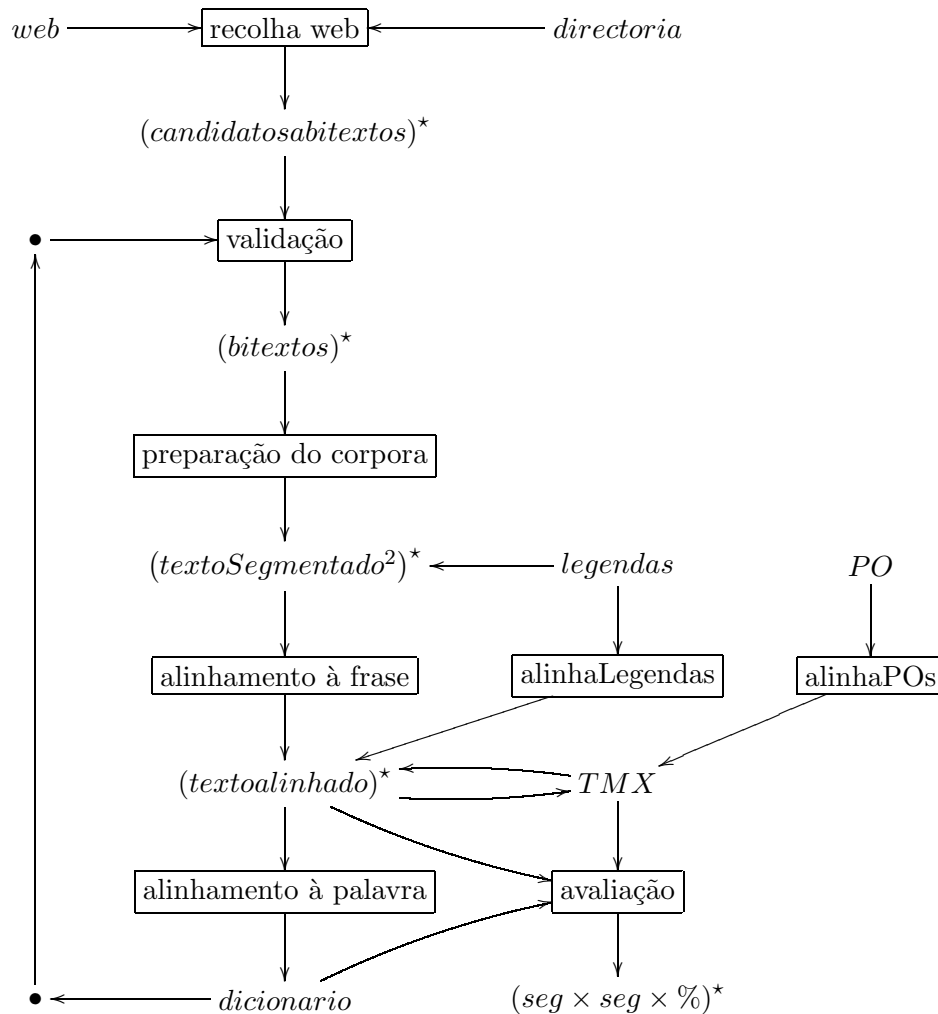 web recolha web directoria
(candidatosabitextos)*
validação
(bitextos)*
preparação do corpora
(textoSegmentado²)* legendas PO
alinhamento à frase alinhaLegendas alinhaPOs
(textoalinhado)* TMX
alinhamento à palavra avaliação
dicionario (seg × seg × %)*